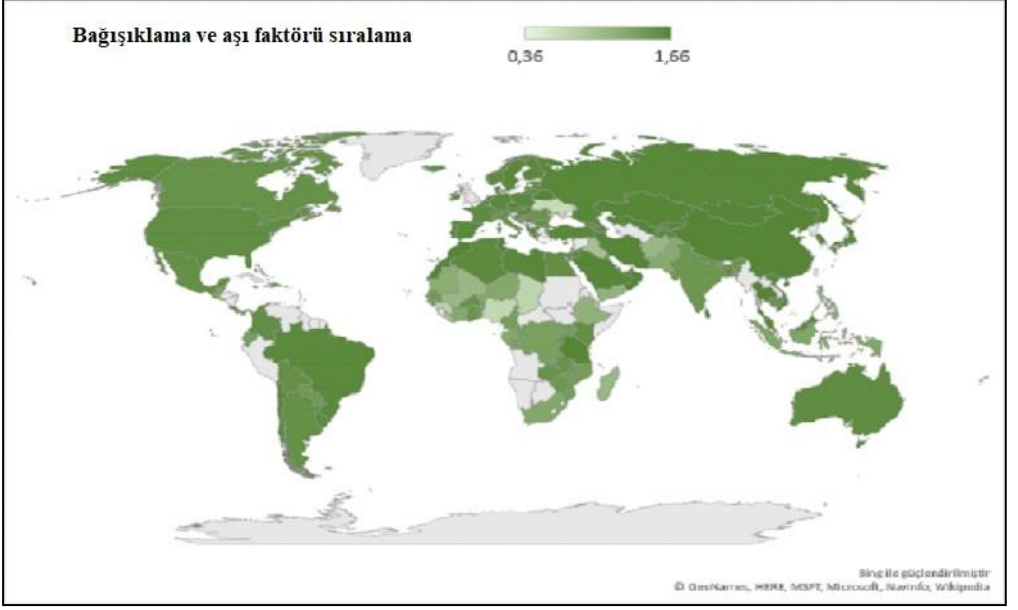 Bağışıklama ve aşı faktörü sıralama
0,36 1,66
Bing ile güçlendirilmiştir
© GeoNames, HERE, MSFT, Microsoft, NavInfo, Wikipedia